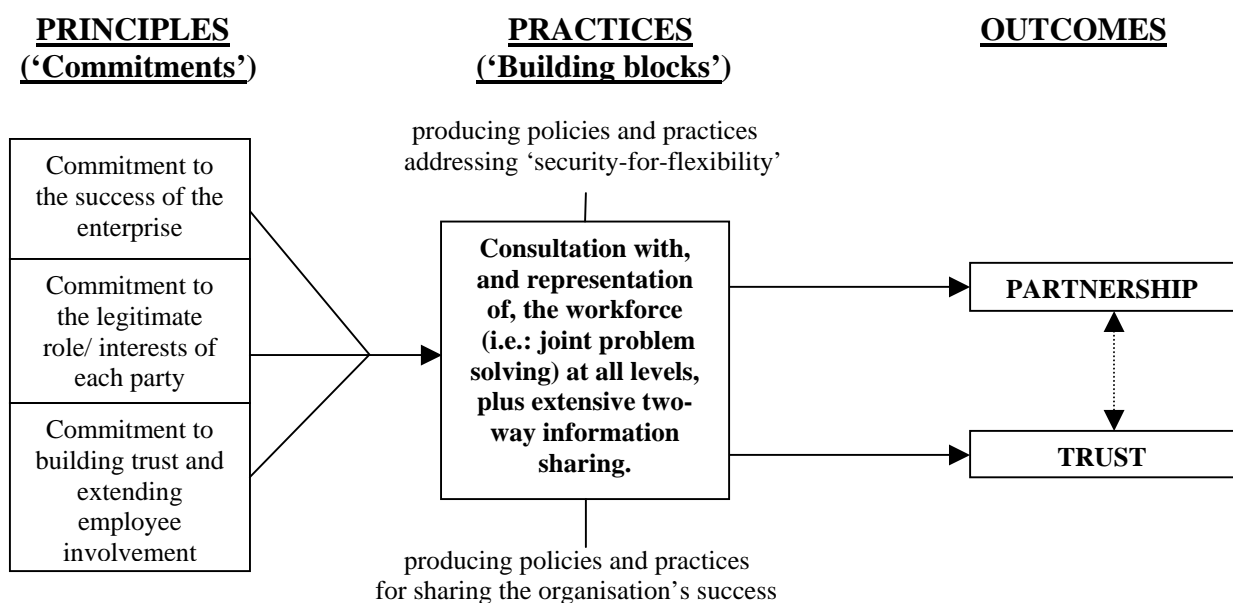 PRINCIPLES
(‘Commitments’)
PRACTICES
(‘Building blocks’)
OUTCOMES
Commitment to
the success of the
enterprise
Commitment to
the legitimate
role/ interests of
each party
Commitment to
building trust and
extending
employee
involvement
producing policies and practices
addressing ‘security-for-flexibility’
Consultation with,
and representation
of, the workforce
(i.e.: joint problem
solving) at all levels,
plus extensive two-
way information
sharing.
producing policies and practices
for sharing the organisation’s success
PARTNERSHIP
TRUST